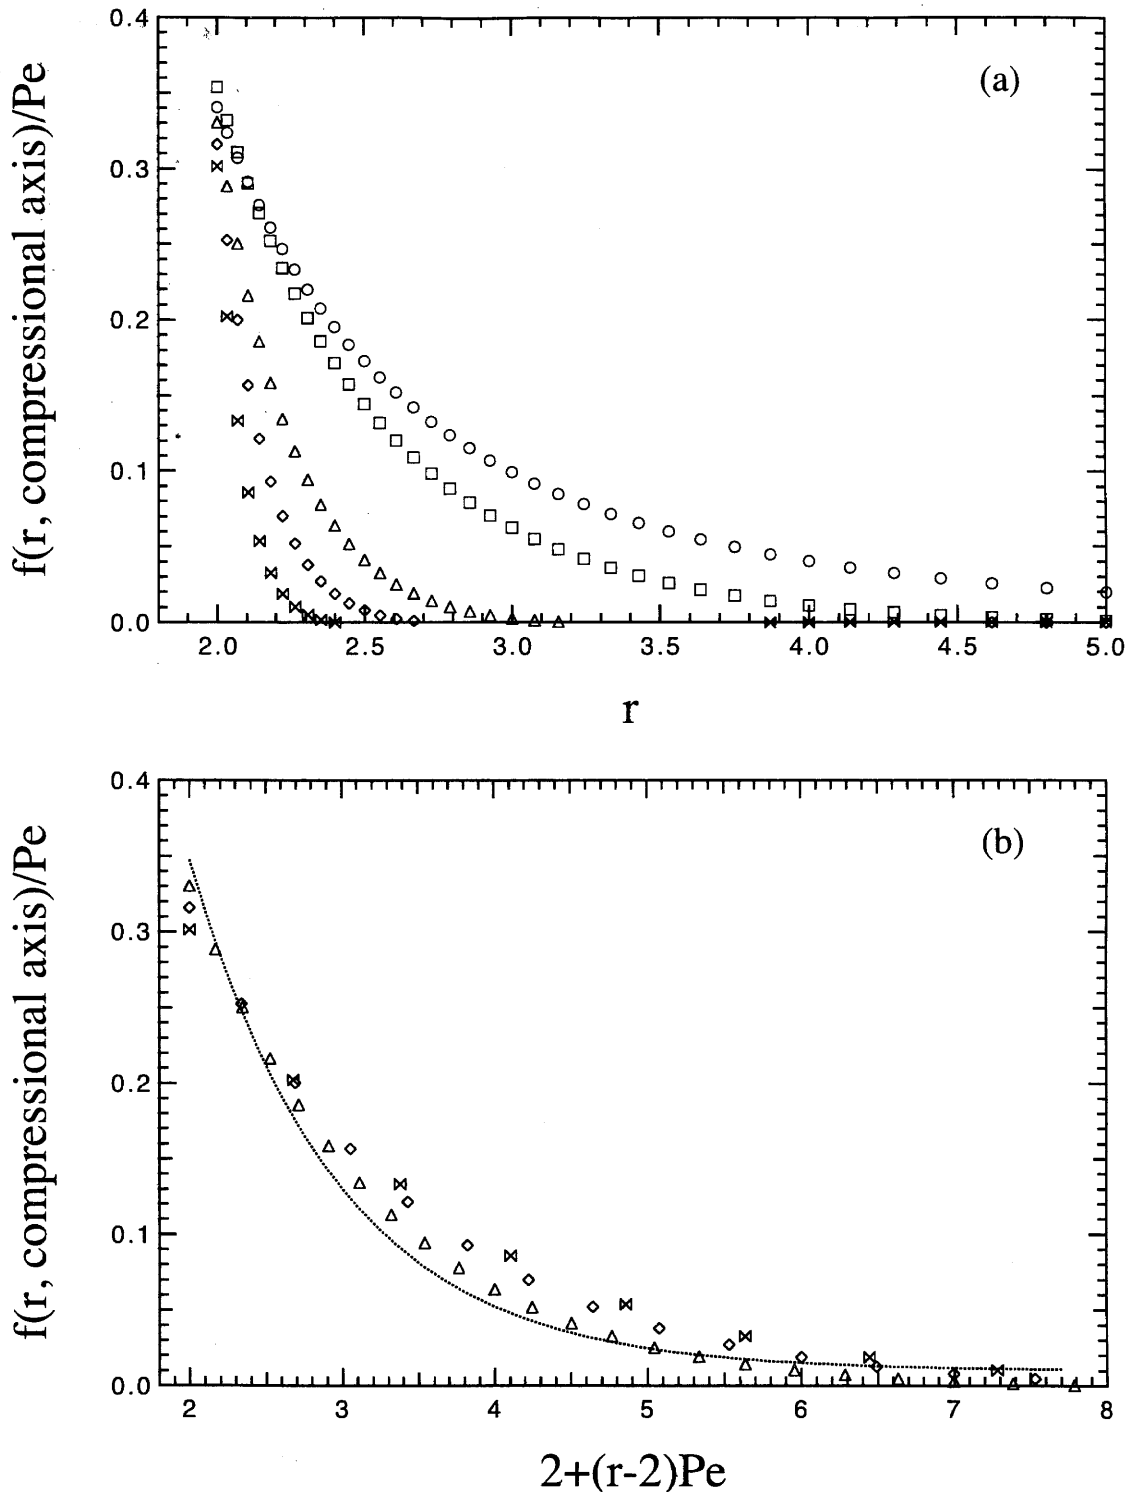 0.4
(a)
0.3
0.2
0.1
0.0
f(r, compressional axis)/Pe
2.0 2.5 3.0 3.5 4.0 4.5 5.0
r
0.4
(b)
0.3
0.2
0.1
0.0
f(r, compressional axis)/Pe
2 3 4 5 6 7 8
2+(r-2)Pe